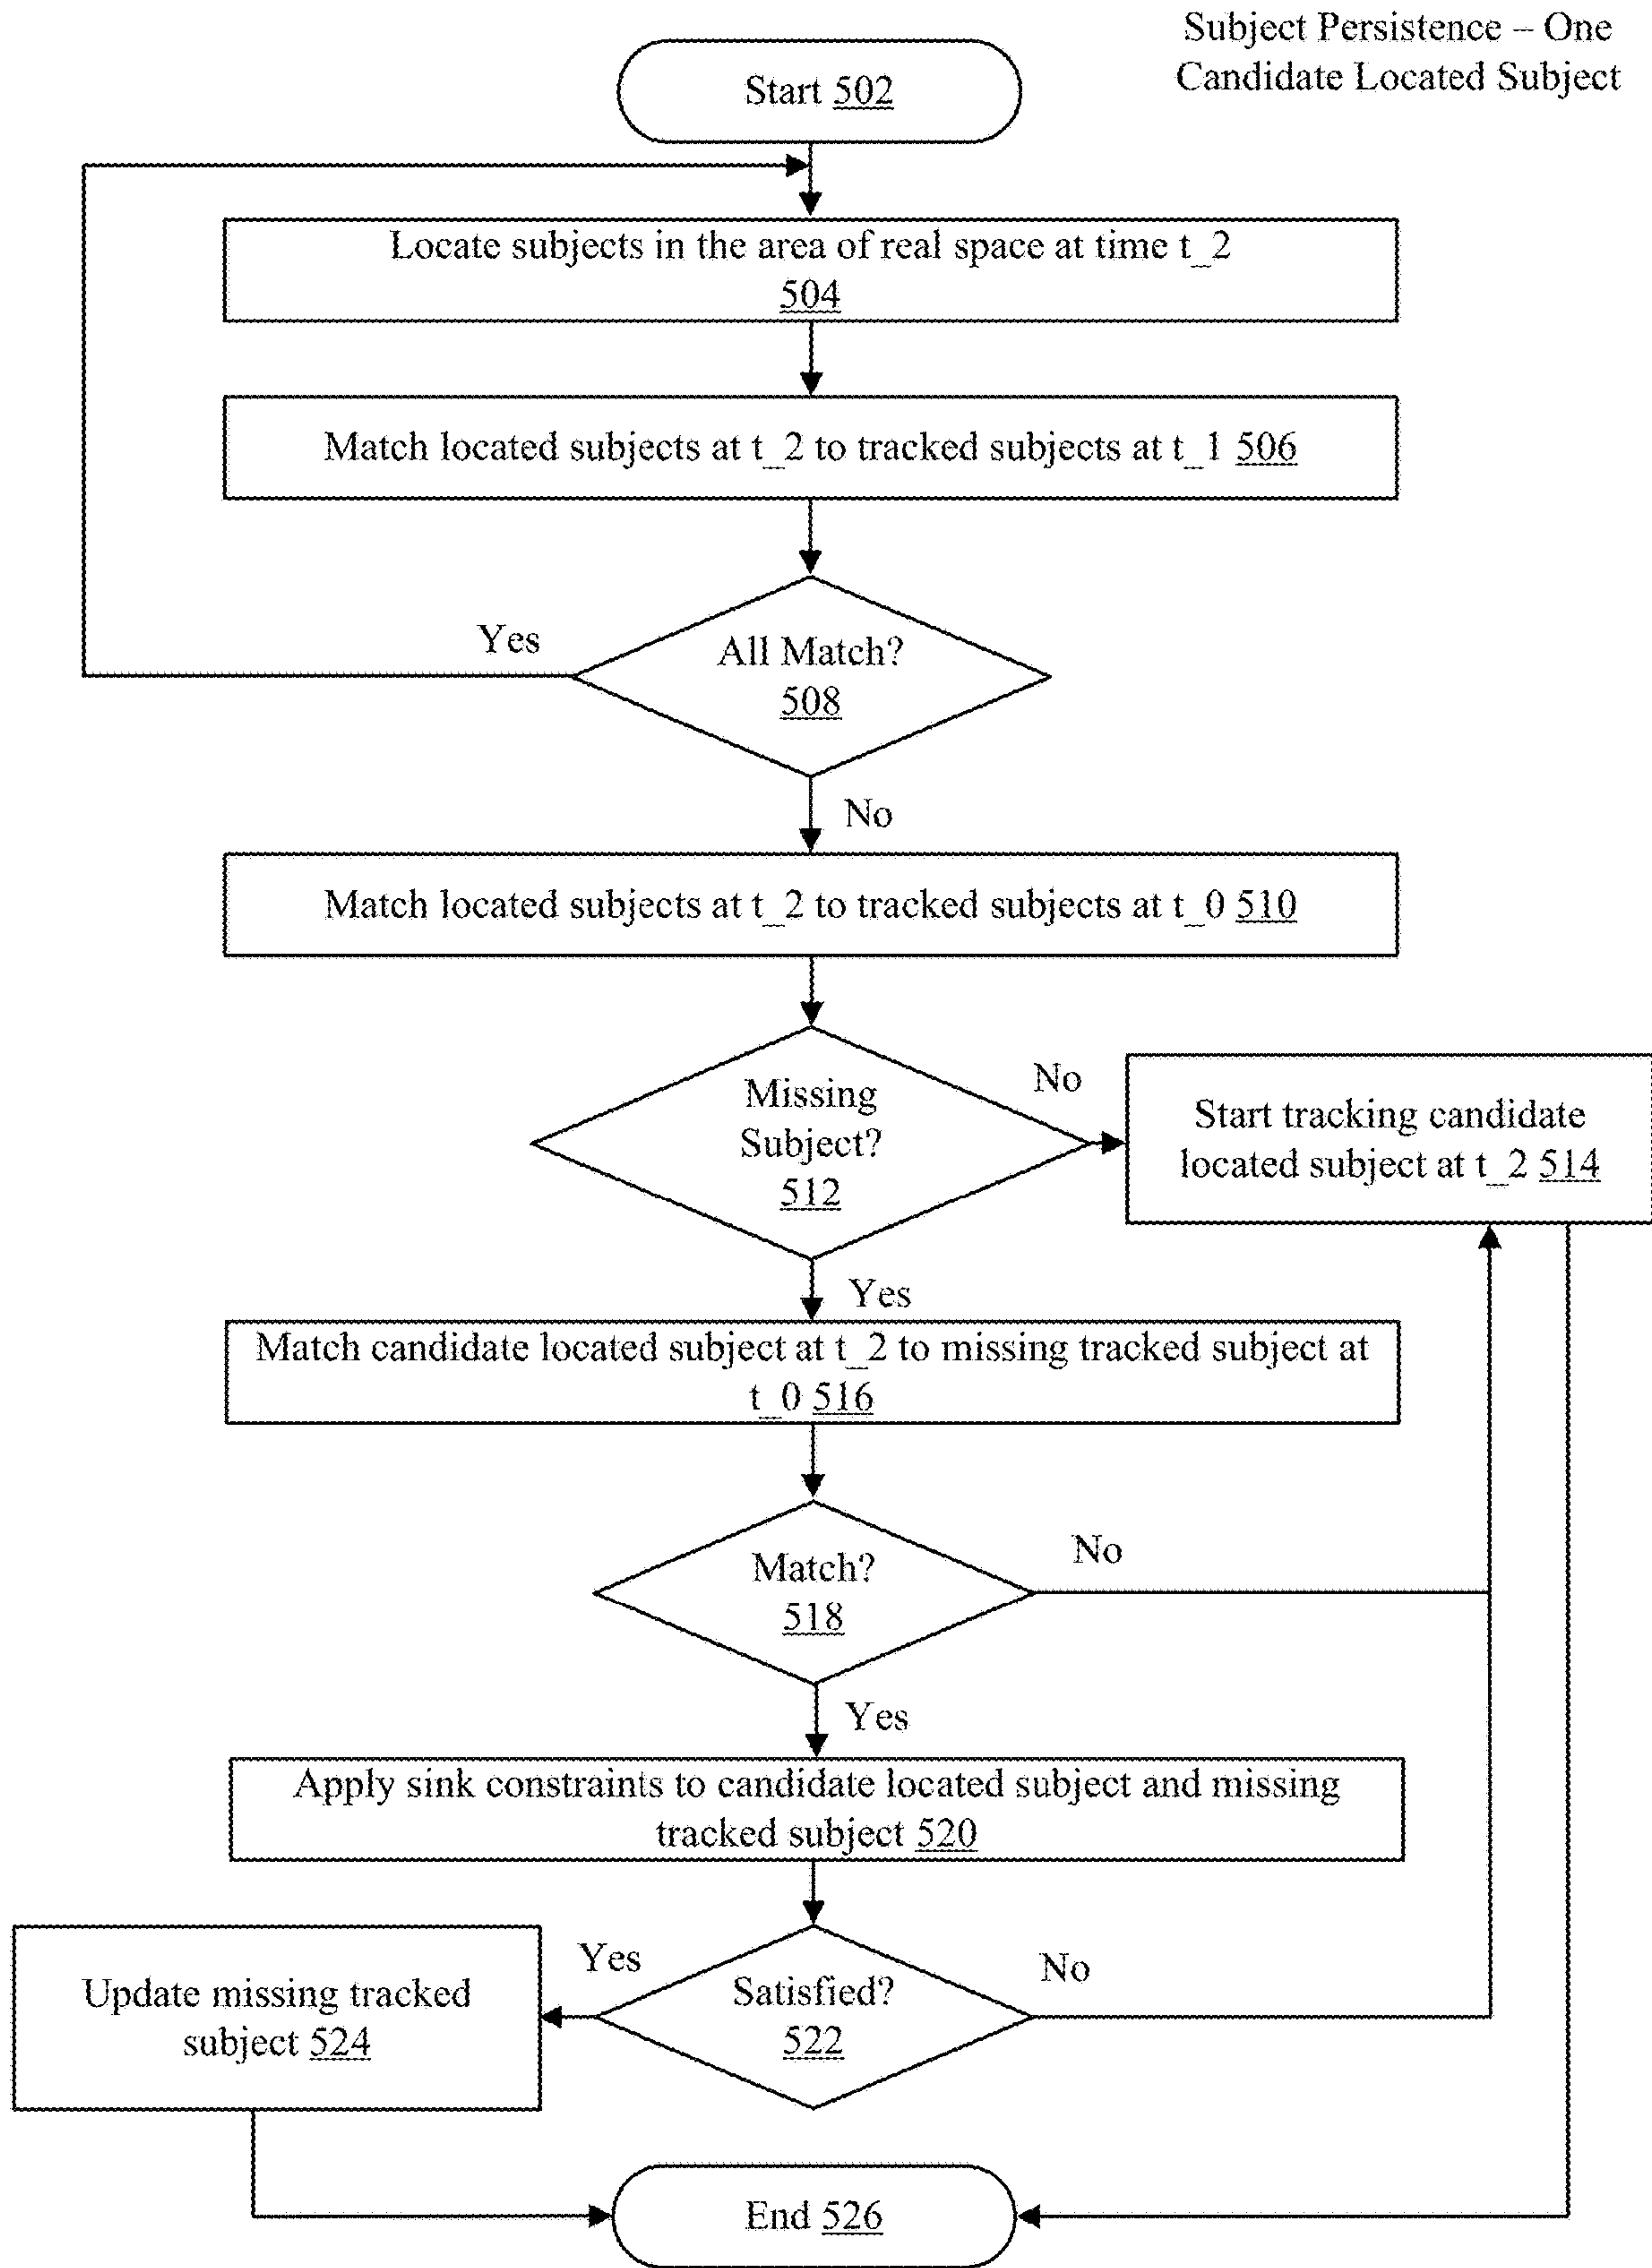 Subject Persistence – One
Candidate Located Subject
Start 502
Locate subjects in the area of real space at time t_2
504
Match located subjects at t_2 to tracked subjects at t_1 506
Yes
All Match?
508
No
Match located subjects at t_2 to tracked subjects at t_0 510
Missing
Subject?
512
No
Start tracking candidate
located subject at t_2 514
Yes
Match candidate located subject at t_2 to missing tracked subject at
t_0 516
Match?
518
No
Yes
Apply sink constraints to candidate located subject and missing
tracked subject 520
Satisfied?
522
Yes
No
Update missing tracked
subject 524
End 526